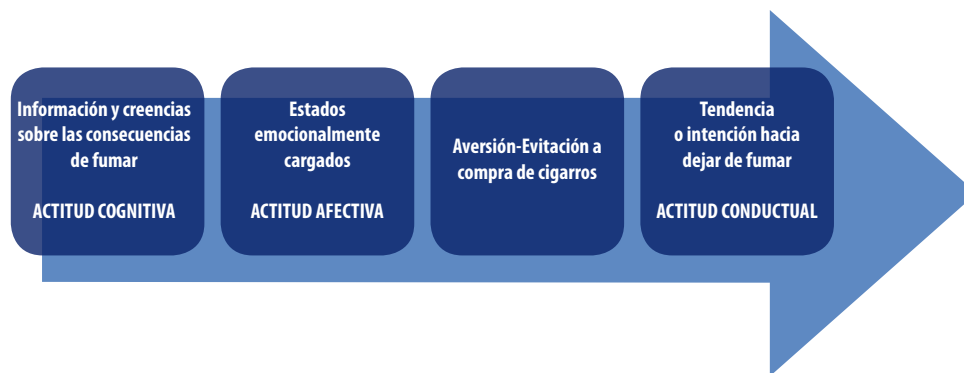 Información y creencias
sobre las consecuencias
de fumar
ACTITUD COGNITIVA
Estados
emocionalmente
cargados
ACTITUD AFECTIVA
Aversión-Evitación a
compra de cigarros
Tendencia
o intención hacia
dejar de fumar
ACTITUD CONDUCTUAL